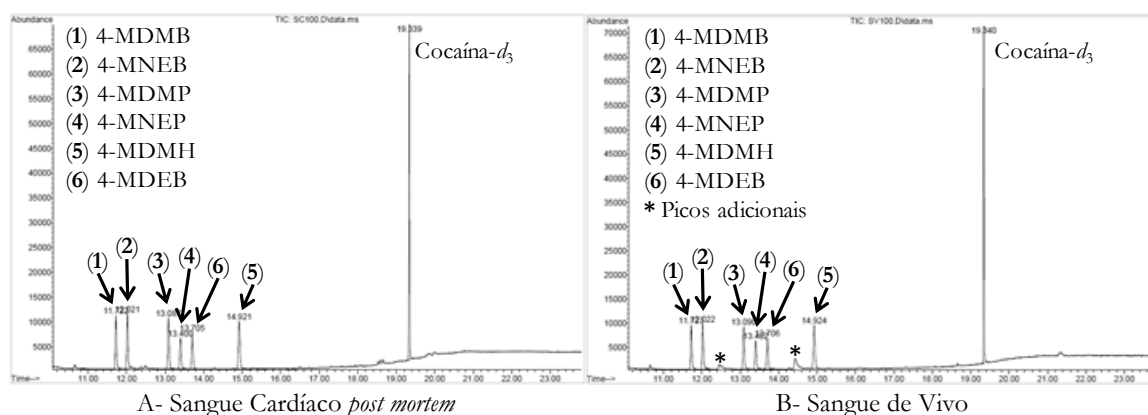 Abundance
TIC: SC100.D\data.ms
19.339
Cocaína-d3
(1) 4-MDMB
(2) 4-MNEB
(3) 4-MDMP
(4) 4-MNEP
(5) 4-MDMH
(6) 4-MDEB
65000
60000
55000
50000
45000
40000
35000
30000
25000
20000
15000
10000
5000
(1)
(2)
(3)
(4)
(6)
(5)
13.400
13.705
14.921
Time-->
11.00 12.00 13.00 14.00 15.00 16.00 17.00 18.00 19.00 20.00 21.00 22.00 23.00
A- Sangue Cardíaco post mortem
Abundance
TIC: SV100.D\data.ms
19.340
Cocaína-d3
(1) 4-MDMB
(2) 4-MNEB
(3) 4-MDMP
(4) 4-MNEP
(5) 4-MDMH
(6) 4-MDEB
* Picos adicionais
70000
65000
60000
55000
50000
45000
40000
35000
30000
25000
20000
15000
10000
5000
(1)
(2)
(3)
(4)
(6)
(5)
13.706
14.924
*
*
Time-->
11.00 12.00 13.00 14.00 15.00 16.00 17.00 18.00 19.00 20.00 21.00 22.00 23.00
B- Sangue de Vivo